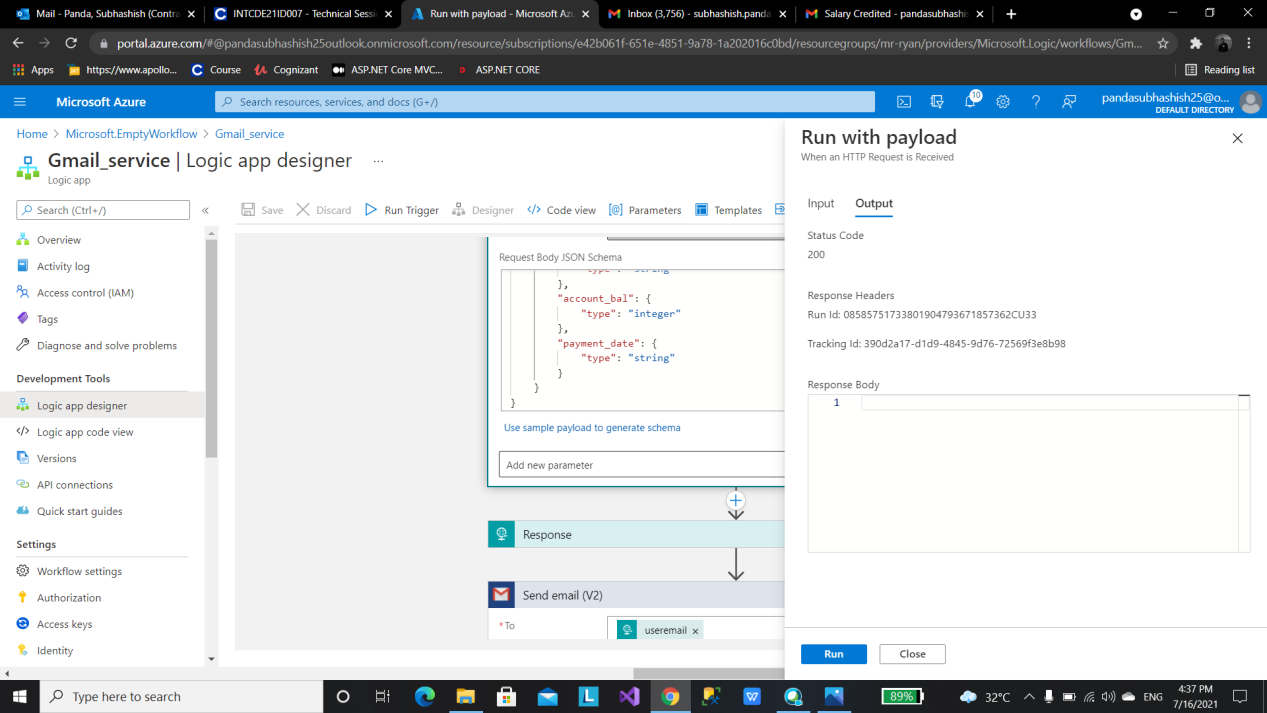 Mail - Panda, Subhashish (Contra
INTCDE21ID007 - Technical Sessi
Run with payload - Microsoft Az
Inbox (3,756) - subhashish.panda
Salary Credited - pandasubhashis
portal.azure.com/#@pandasubhashish25outlook.onmicrosoft.com/resource/subscriptions/e42b061f-651e-4851-9a78-1a202016c0bd/resourcegroups/mr-ryan/providers/Microsoft.Logic/workflows/Gm...
Apps
https://www.apollo...
Course
Cognizant
ASP.NET Core MVC,...
ASP.NET CORE
Reading list
Microsoft Azure
Search resources, services, and docs (G+/)
10
pandasubhashish25@o...
DEFAULT DIRECTORY
Home > Microsoft.EmptyWorkflow > Gmail_service
Gmail_service | Logic app designer ...
Logic app
Search (Ctrl+/)
«
Overview
Activity log
Access control (IAM)
Tags
Diagnose and solve problems
Development Tools
Logic app designer
Logic app code view
Versions
API connections
Quick start guides
Settings
Workflow settings
Authorization
Access keys
Identity
Save
Discard
Run Trigger
Designer
Code view
Parameters
Templates
Request Body JSON Schema
"type": "string"
},
"account_bal": {
"type": "integer"
},
"payment_date": {
"type": "string"
}
}
}
Use sample payload to generate schema
Add new parameter
Response
Send email (V2)
* To
useremail ×
Run with payload
When an HTTP Request is Received
Input
Output
Status Code
200
Response Headers
Run Id: 08585751733801904793671857362CU33
Tracking Id: 390d2a17-d1d9-4845-9d76-72569f3e8b98
Response Body
1
Run
Close
Type here to search
89%
32°C
ENG
4:37 PM
7/16/2021